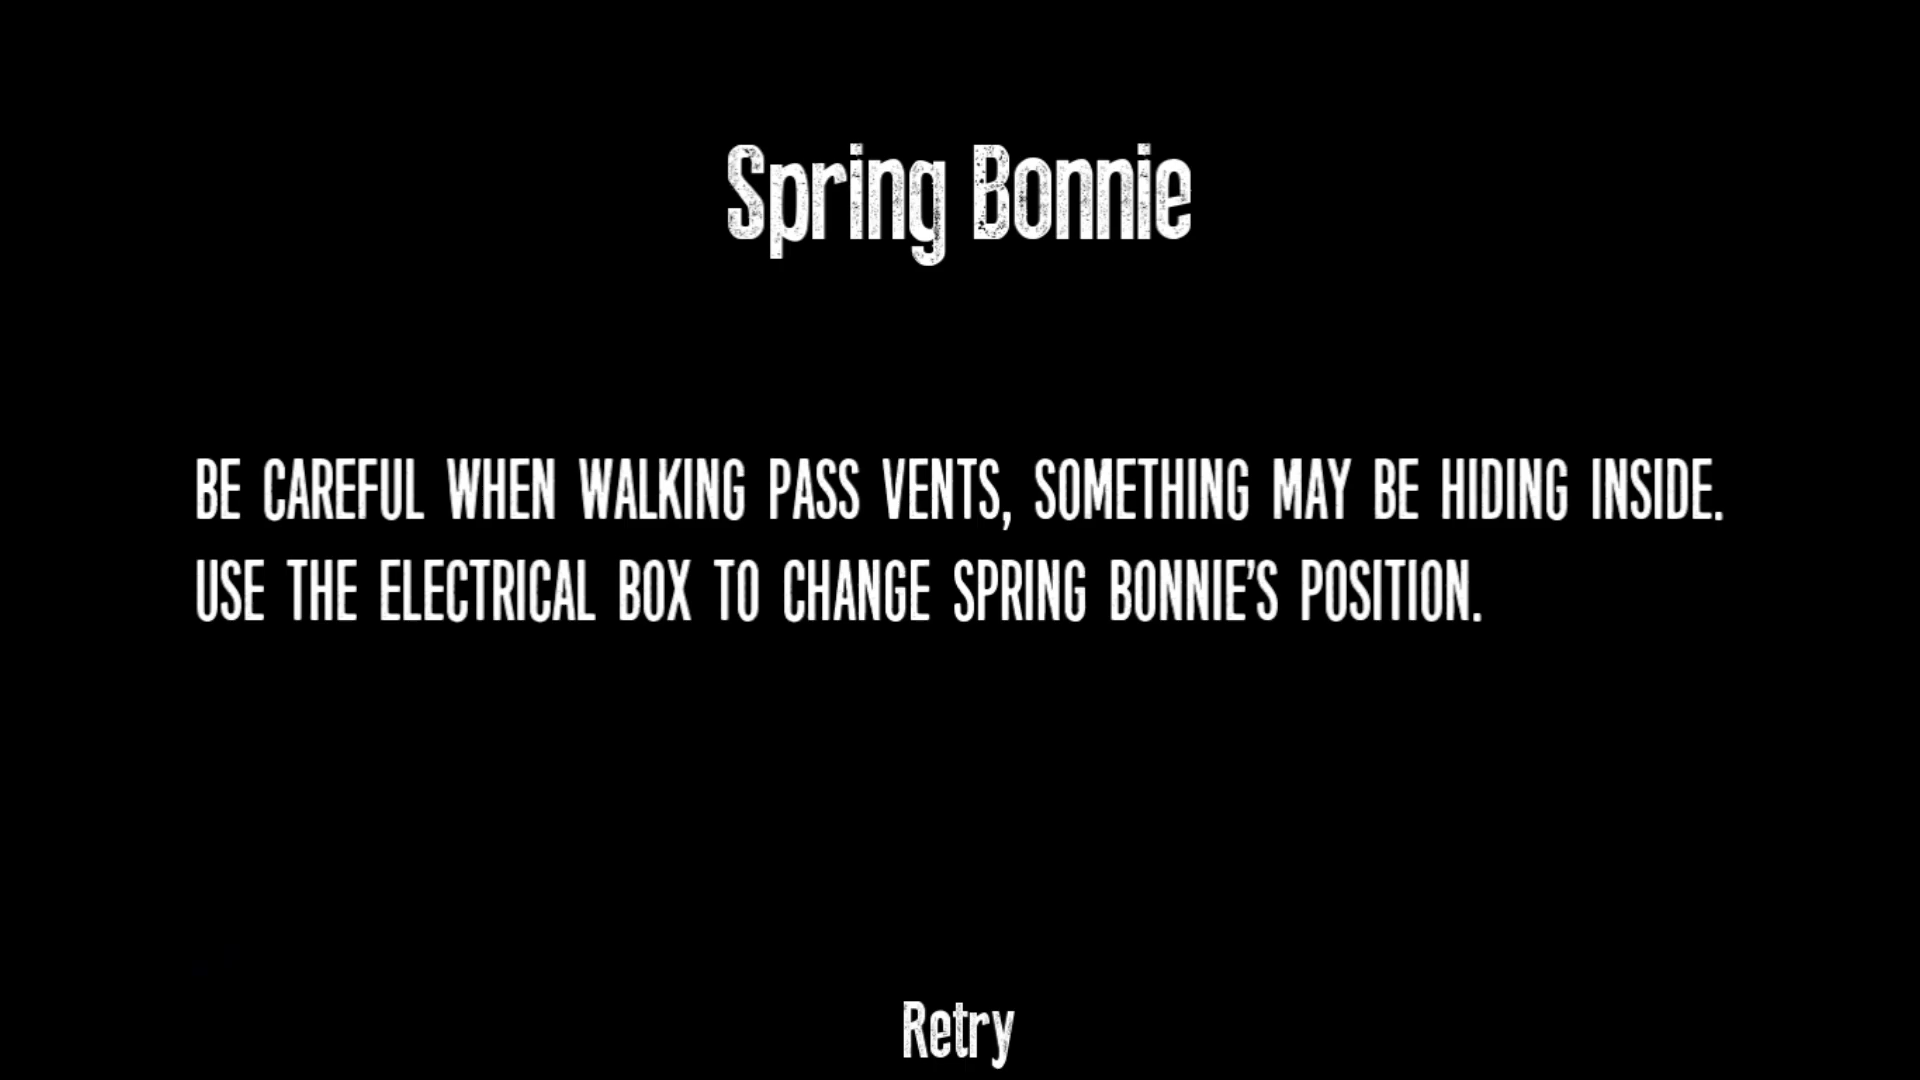 Spring Bonnie
BE CAREFUL WHEN WALKING PASS VENTS, SOMETHING MAY BE HIDING INSIDE.
USE THE ELECTRICAL BOX TO CHANGE SPRING BONNIE’S POSITION.
Retry